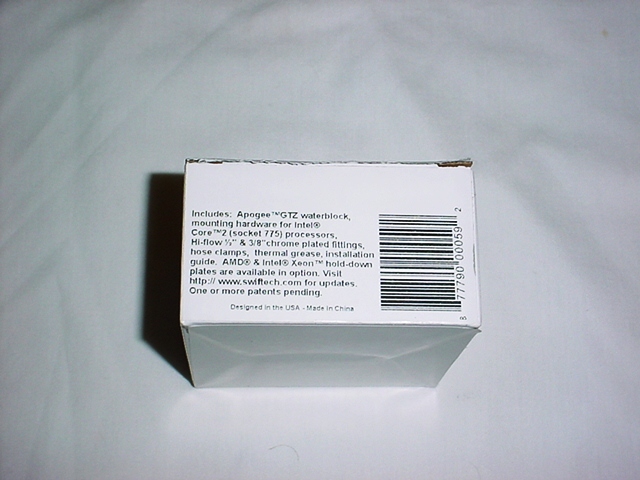 Includes: Apogee™GTZ waterblock,
mounting hardware for Intel®
Core™2 (socket 775) processors,
Hi-flow ½" & 3/8"chrome plated fittings,
hose clamps, thermal grease, installation
guide. AMD® & Intel® Xeon™ hold-down
plates are available in option. Visit
http:// www.swiftech.com for updates.
One or more patents pending.
Designed in the USA - Made in China
8 77790 00059 2